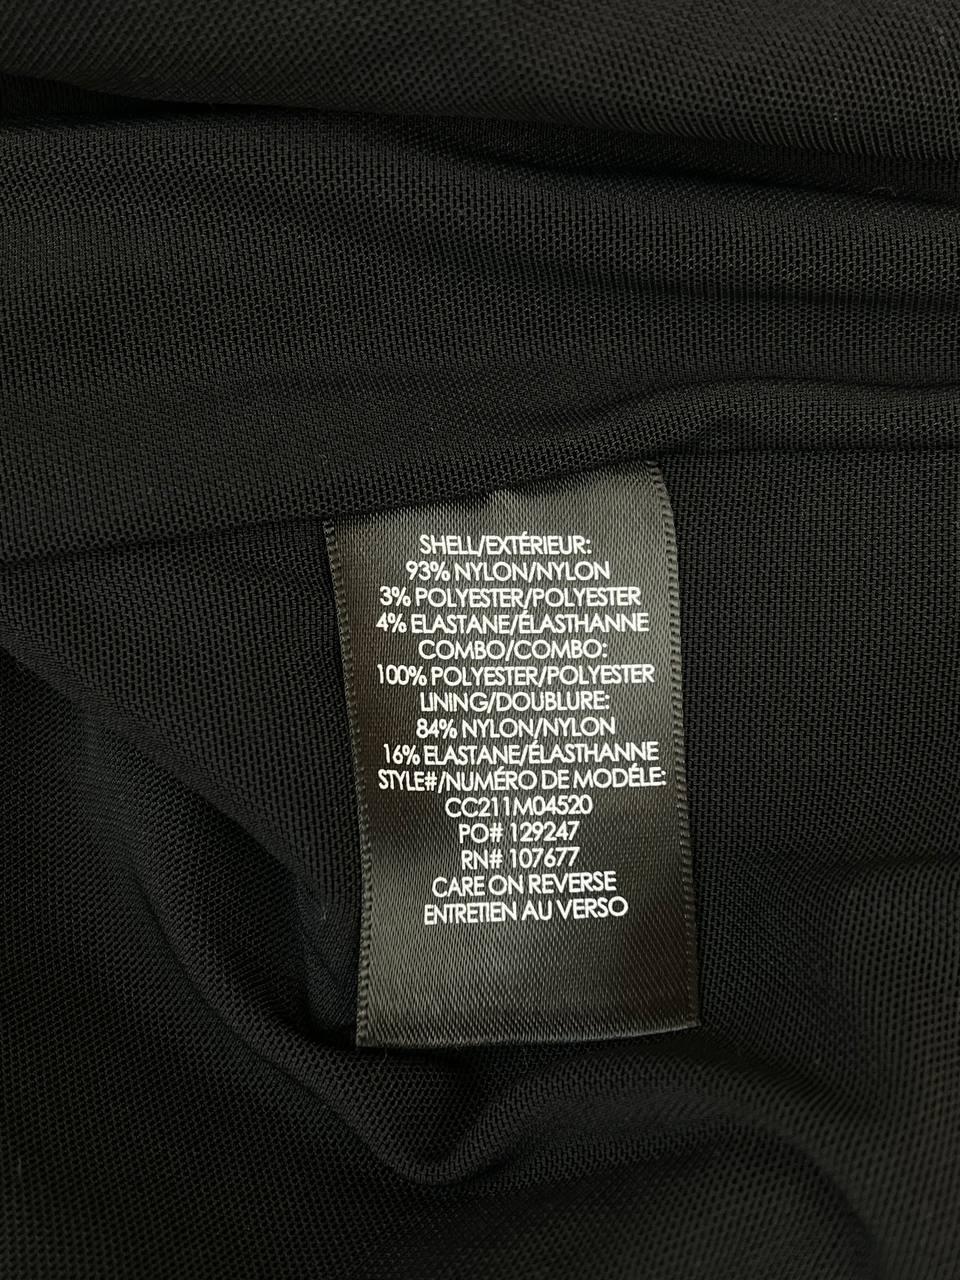 SHELL/EXTÉRIEUR:
93% NYLON/NYLON
3% POLYESTER/POLYESTER
4% ELASTANE/ÉLASTHANNE
COMBO/COMBO:
100% POLYESTER/POLYESTER
LINING/DOUBLURE:
84% NYLON/NYLON
16% ELASTANE/ÉLASTHANNE
STYLE#/NUMÉRO DE MODÉLE:
CC211M04520
PO# 129247
RN# 107677
CARE ON REVERSE
ENTRETIEN AU VERSO